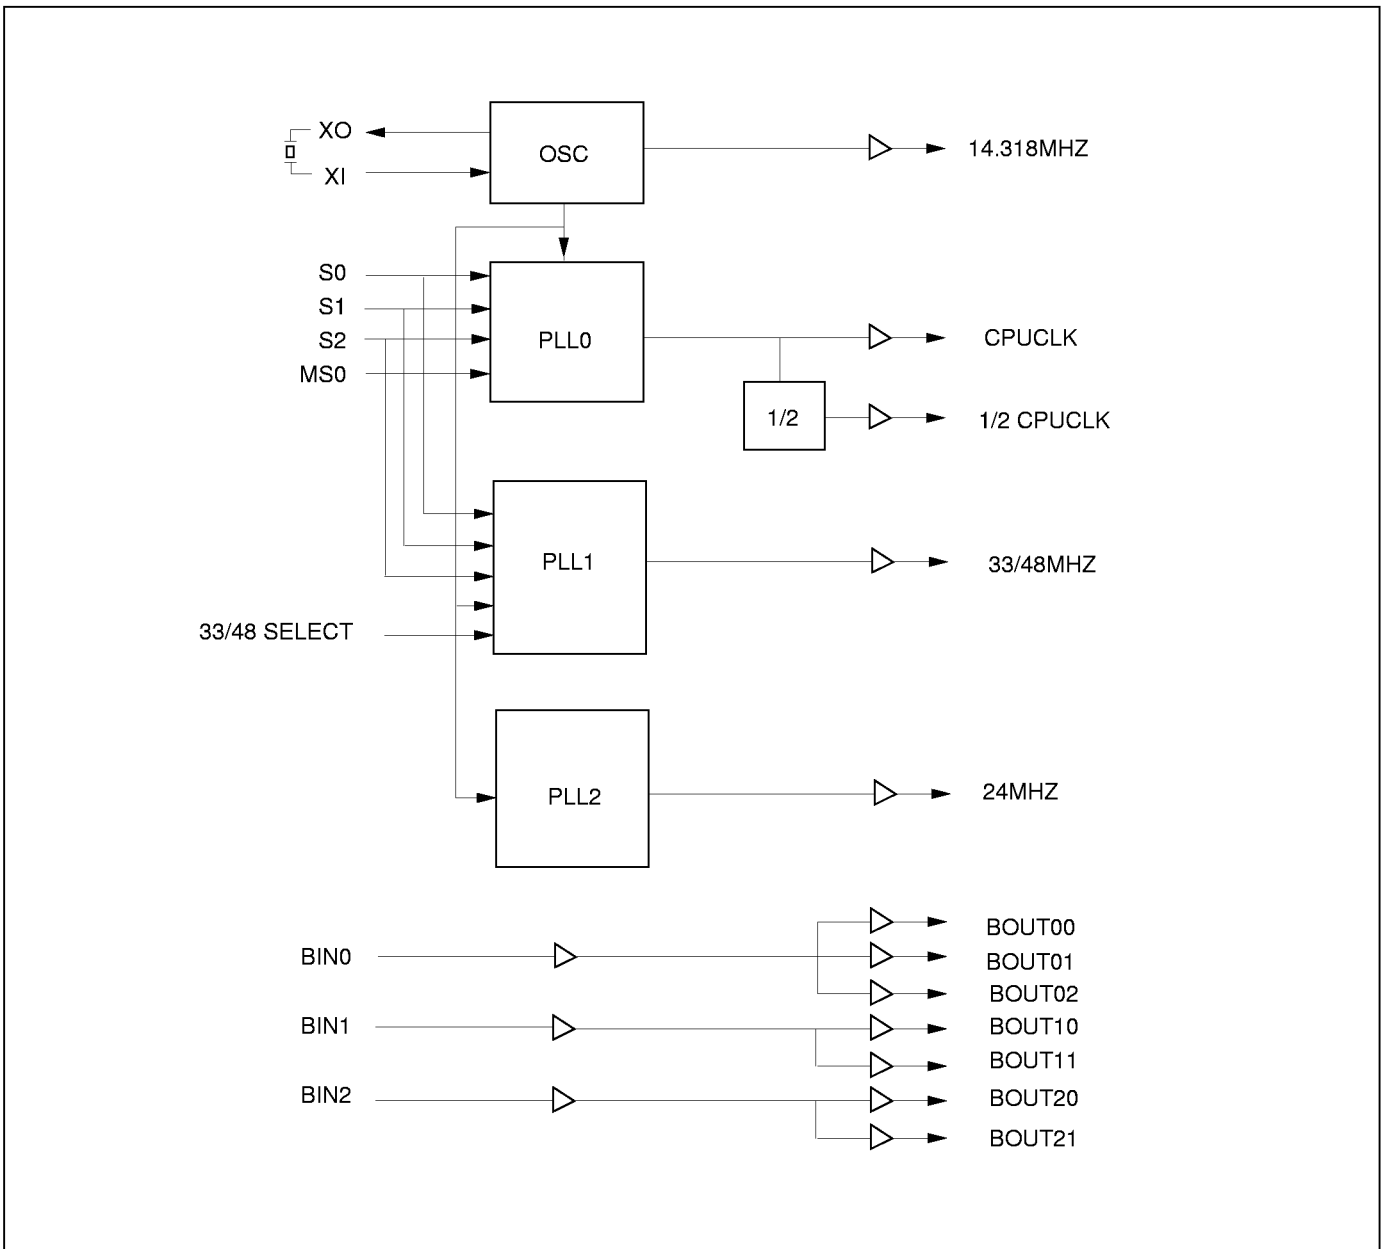 XO
OSC
14.318MHZ
XI
S0
S1
S2
MS0
PLL0
CPUCLK
1/2
1/2 CPUCLK
PLL1
33/48MHZ
33/48 SELECT
PLL2
24MHZ
BIN0
BOUT00
BOUT01
BOUT02
BIN1
BOUT10
BOUT11
BIN2
BOUT20
BOUT21